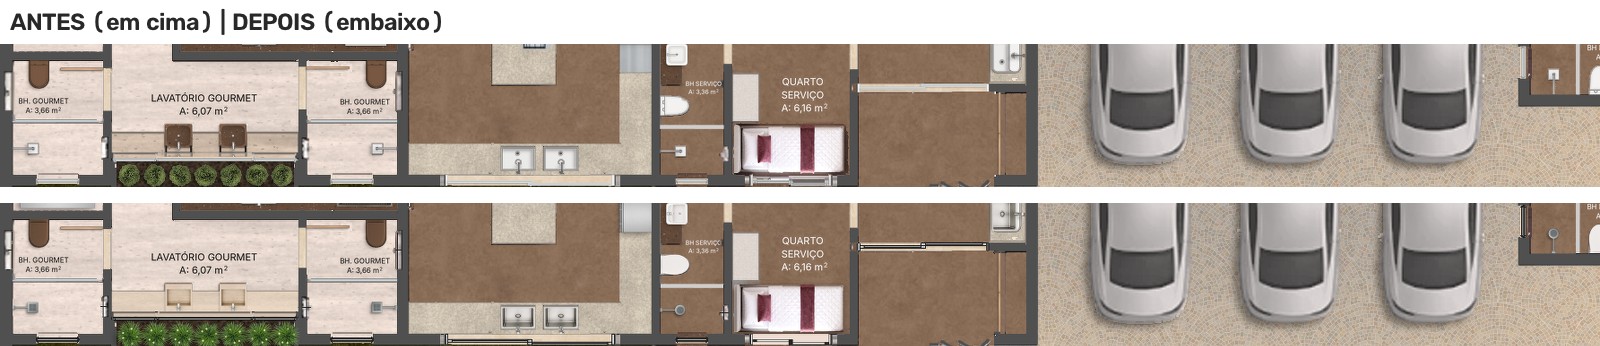 ANTES (em cima) | DEPOIS (embaixo)
BH. GOURMET
A: 3,66 m²
LAVATÓRIO GOURMET
A: 6,07 m²
BH. GOURMET
A: 3,66 m²
BH SERVIÇO
A: 3,36 m²
QUARTO
SERVIÇO
A: 6,16 m²
BH. GOURMET
A: 3,66 m²
LAVATÓRIO GOURMET
A: 6,07 m²
BH. GOURMET
A: 3,66 m²
BH SERVIÇO
A: 3,36 m²
QUARTO
SERVIÇO
A: 6,16 m²